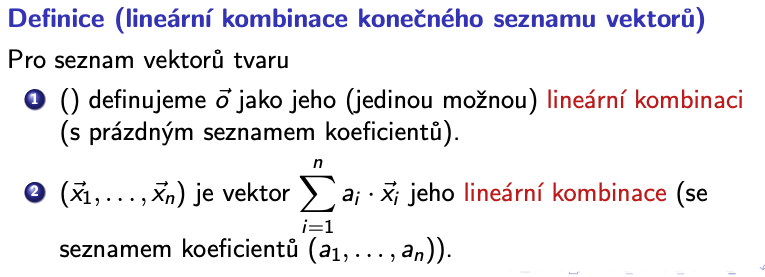 Definice (lineární kombinace konečného seznamu vektorů)
Pro seznam vektorů tvaru
1 () definujeme $\vec{o}$ jako jeho (jedinou možnou) lineární kombinaci
(s prázdným seznamem koeficientů).
2 $(\vec{x}_1, \ldots, \vec{x}_n)$ je vektor $\sum_{i=1}^{n} a_i \cdot \vec{x}_i$ jeho lineární kombinace (se
seznamem koeficientů $(a_1, \ldots, a_n)$).